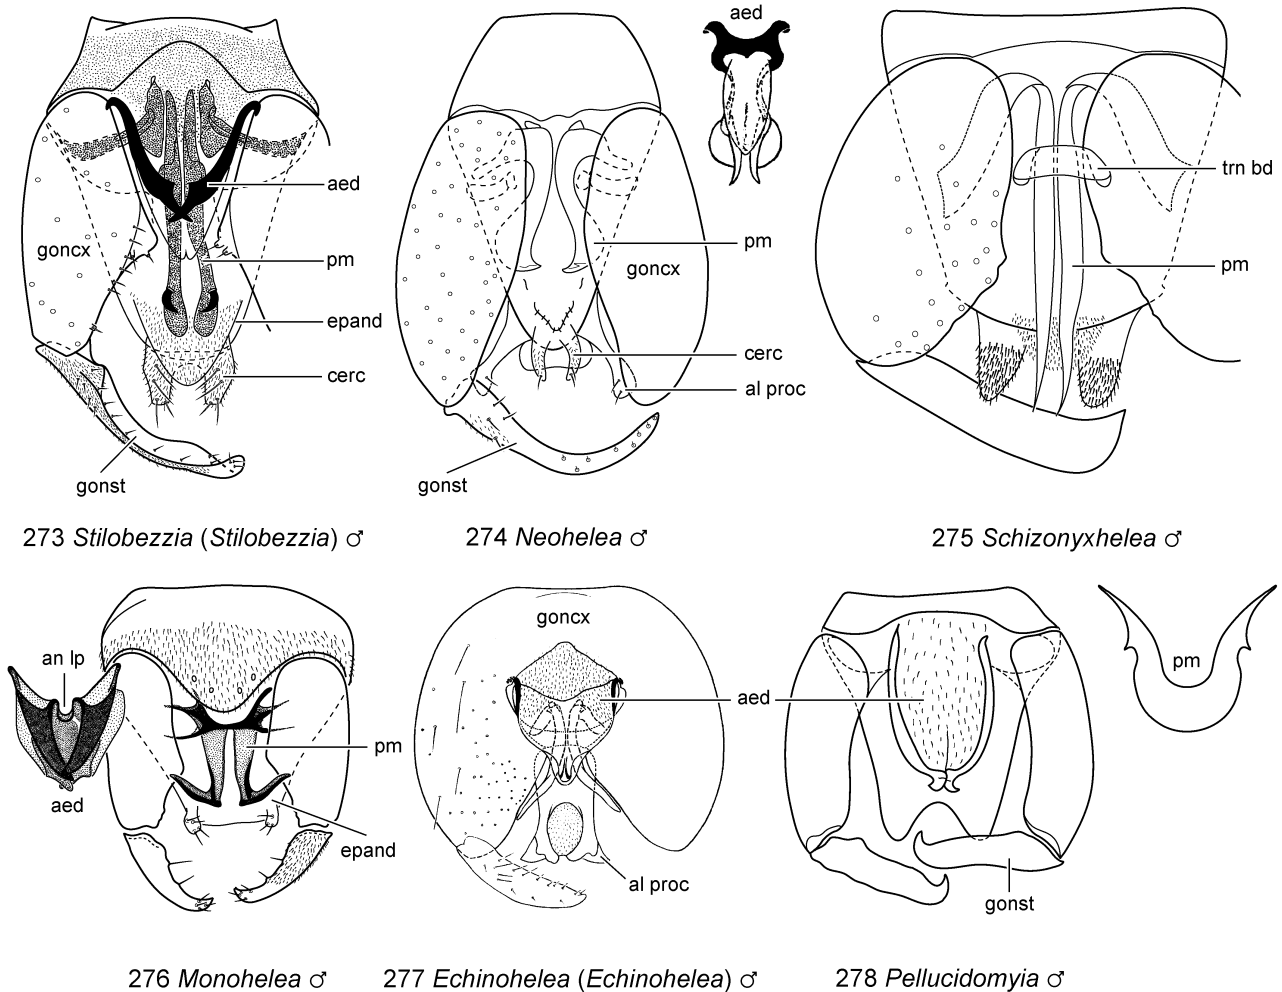 aed
pm
epand
cerc
goncx
gonst
273 Stilobezzia (Stilobezzia) ♂
aed
pm
goncx
cerc
al proc
gonst
274 Neohelea ♂
trn bd
pm
275 Schizonyxhelea ♂
an lp
aed
pm
epand
276 Monohelea ♂
goncx
aed
al proc
277 Echinohelea (Echinohelea) ♂
pm
gonst
278 Pellucidomyia ♂